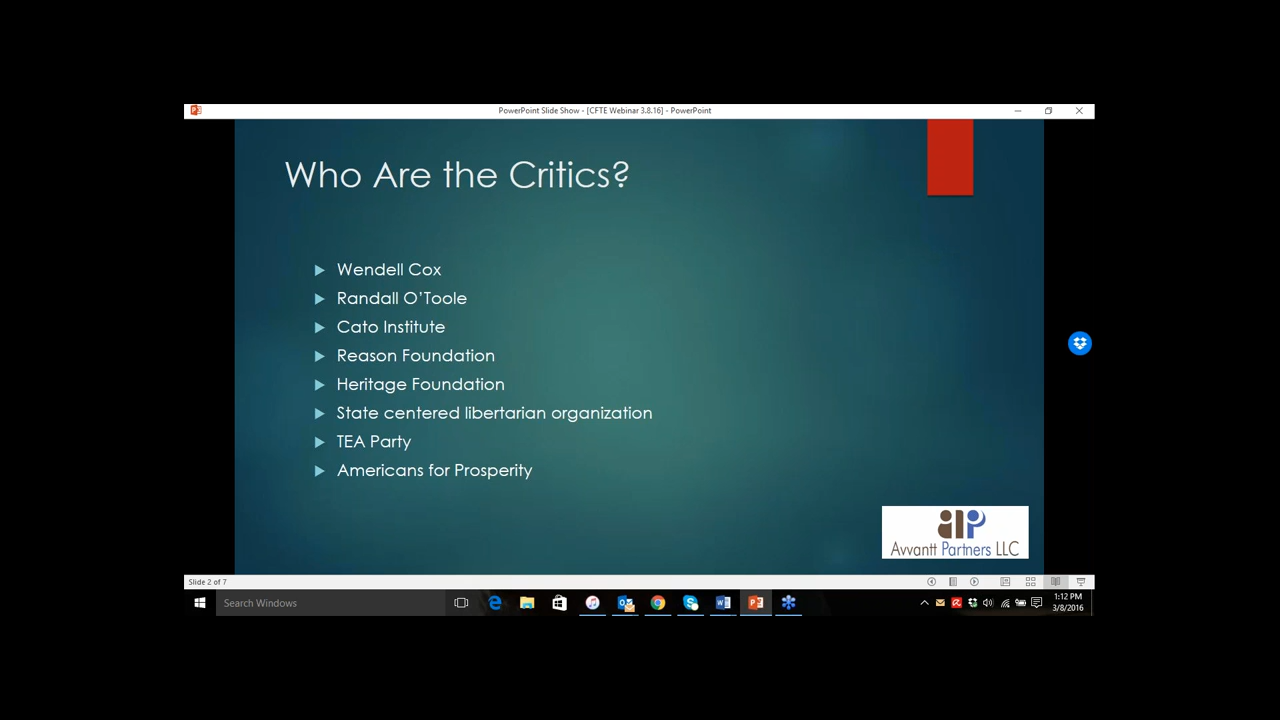 PowerPoint Slide Show - [CFTE Webinar 3.8.16] - PowerPoint
Who Are the Critics?
Wendell Cox
Randall O'Toole
Cato Institute
Reason Foundation
Heritage Foundation
State centered libertarian organization
TEA Party
Americans for Prosperity
Avvantt Partners LLC
Slide 2 of 7
Search Windows
1:12 PM
3/8/2016